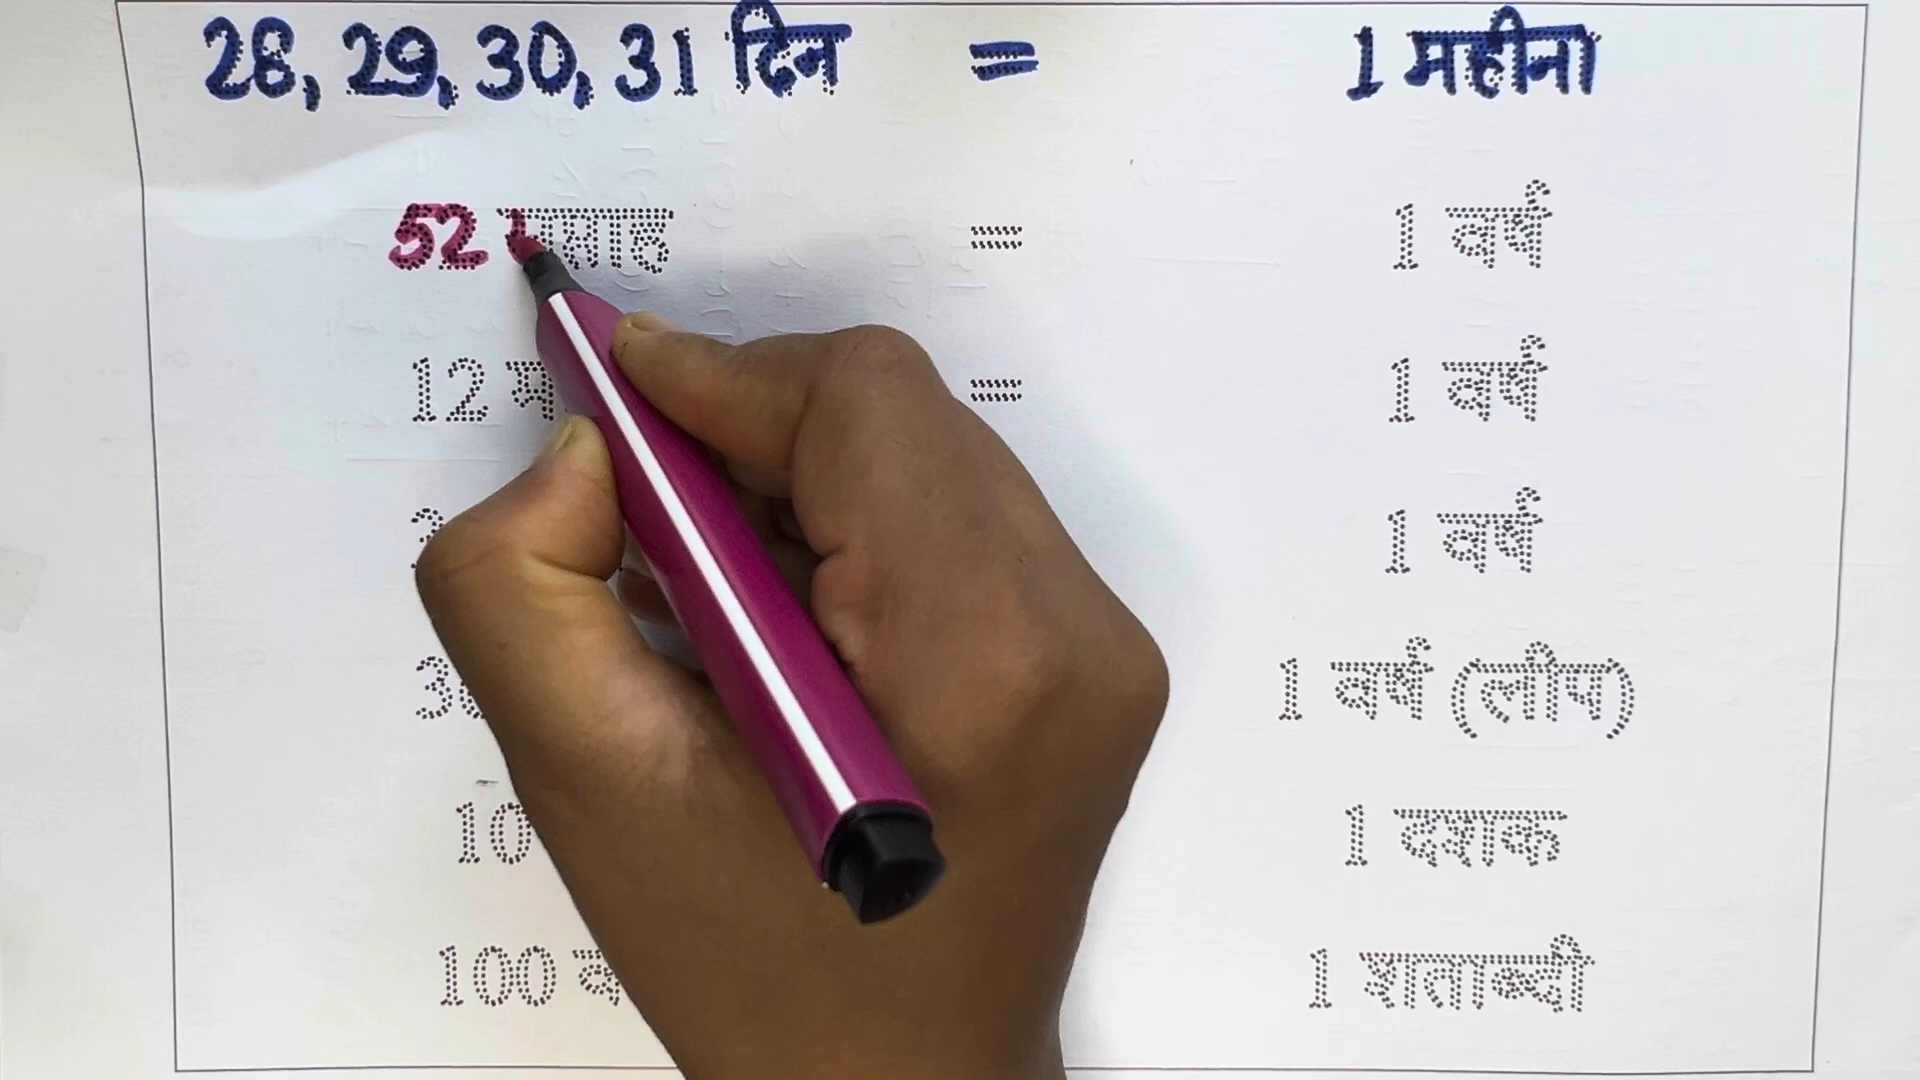 28, 29, 30, 31 दिन = 1 महीना
52 = 1 वर्ष
12 = 1 वर्ष
1 वर्ष
1 वर्ष (लीप)
10 1 दशक
100 1 शताब्दी